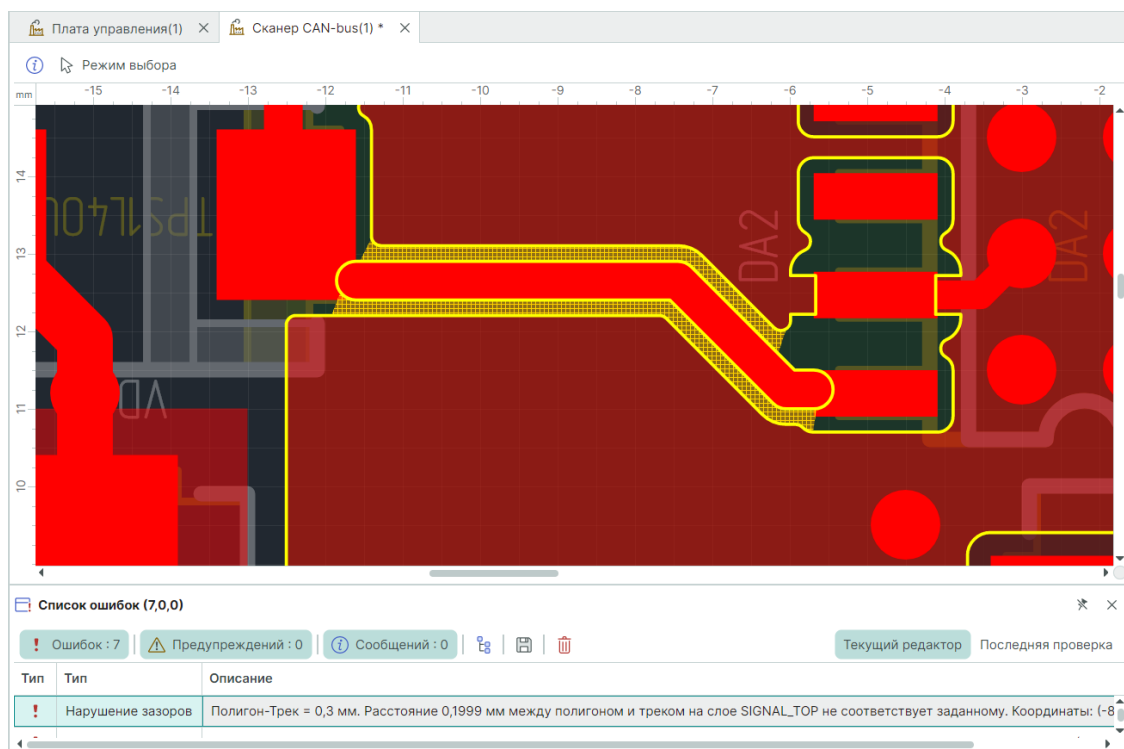 Плата управления(1)
Сканер CAN-bus(1) *
Режим выбора
mm
-15 -14 -13 -12 -11 -10 -9 -8 -7 -6 -5 -4 -3 -2
14
13
12
11
10
DA2
DA2
VD
Список ошибок (7,0,0)
Ошибок : 7
Предупреждений : 0
Сообщений : 0
Текущий редактор
Последняя проверка
Тип Тип Описание
Нарушение зазоров Полигон-Трек = 0,3 мм. Расстояние 0,1999 мм между полигоном и треком на слое SIGNAL_TOP не соответствует заданному. Координаты: (-8